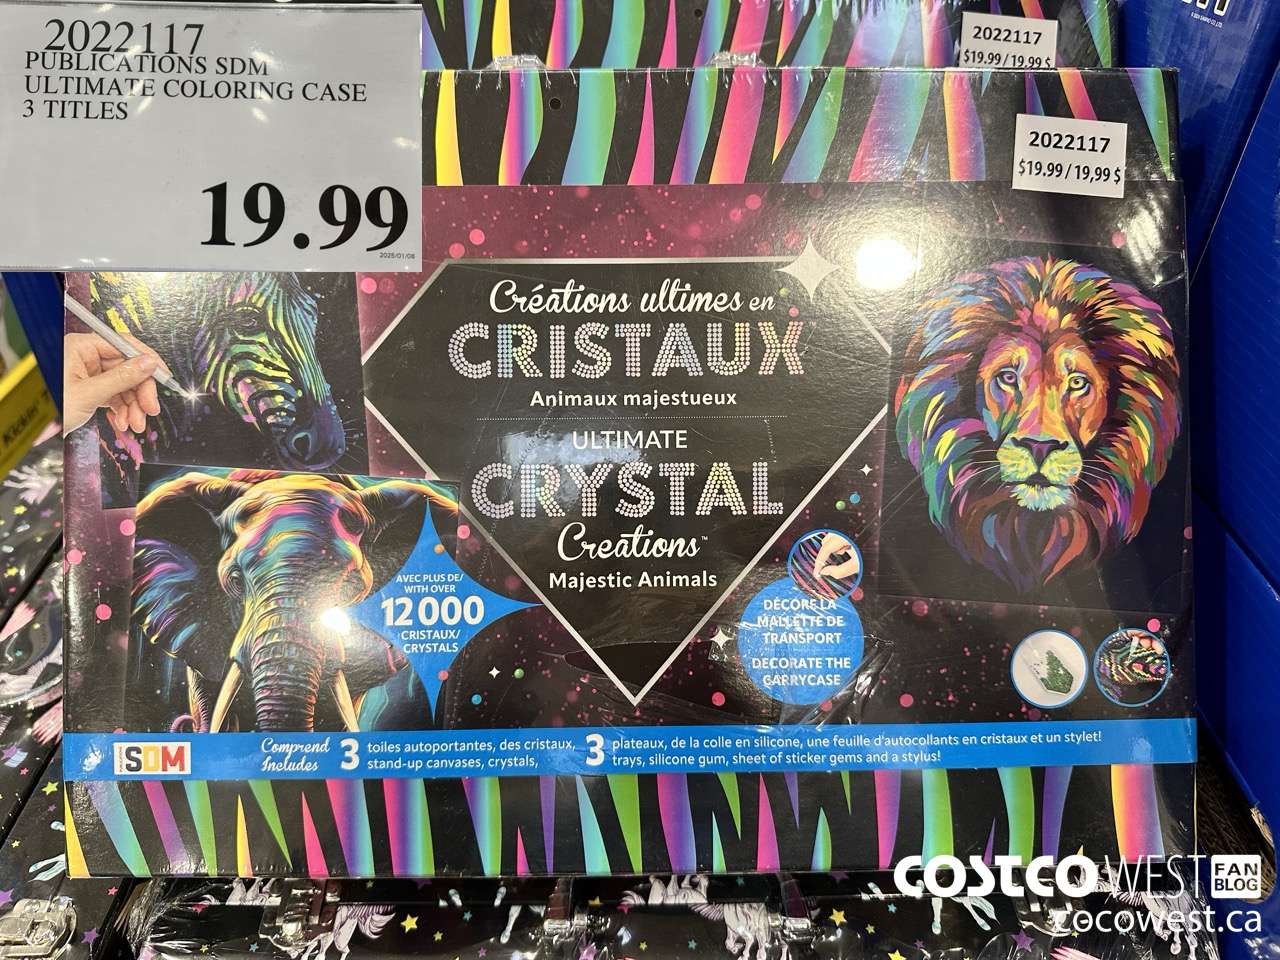 2022117
PUBLICATIONS SDM
ULTIMATE COLORING CASE
3 TITLES
19.99
2025/01/08
2022117
$19.99 / 19,99 $
2022117
$19.99 / 19,99 $
Créations ultimes en
CRISTAUX
Animaux majestueux
ULTIMATE
CRYSTAL
Creations™
Majestic Animals
AVEC PLUS DE/
WITH OVER
12 000
CRISTAUX/
CRYSTALS
DÉCORE LA
MALLETTE DE
TRANSPORT
DECORATE THE
CARRYCASE
SDM
Comprend
Includes
3
toiles autoportantes, des cristaux,
stand-up canvases, crystals,
3
plateaux, de la colle en silicone, une feuille d'autocollants en cristaux et un stylet!
trays, silicone gum, sheet of sticker gems and a stylus!
COSTCO WEST FAN BLOG
cocowest.ca